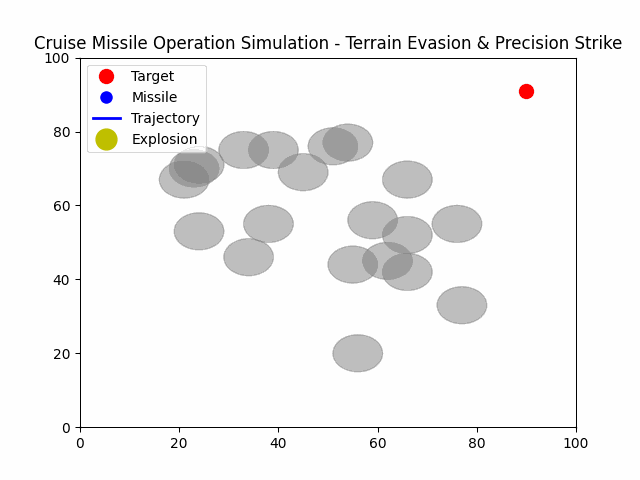 Cruise Missile Operation Simulation - Terrain Evasion & Precision Strike
Target
Missile
Trajectory
Explosion
100
80
60
40
20
0
0 20 40 60 80 100